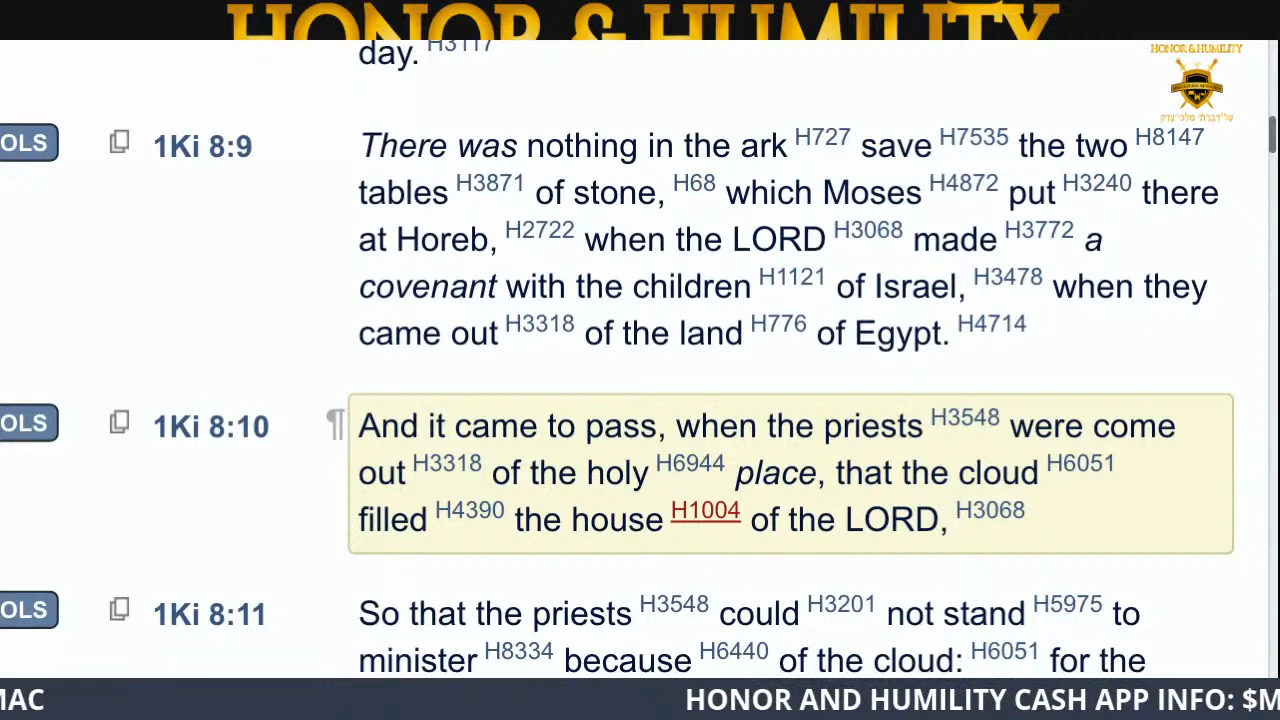 HONOR & HUMILITY
day. H3117
HONOR & HUMILITY
OLS 1Ki 8:9 There was nothing in the ark H727 save H7535 the two H8147
tables H3871 of stone, H68 which Moses H4872 put H3240 there
at Horeb, H2722 when the LORD H3068 made H3772 a
covenant with the children H1121 of Israel, H3478 when they
came out H3318 of the land H776 of Egypt. H4714
OLS 1Ki 8:10 ¶ And it came to pass, when the priests H3548 were come
out H3318 of the holy H6944 place, that the cloud H6051
filled H4390 the house H1004 of the LORD, H3068
OLS 1Ki 8:11 So that the priests H3548 could H3201 not stand H5975 to
minister H8334 because H6440 of the cloud: H6051 for the
MAC HONOR AND HUMILITY CASH APP INFO: $M